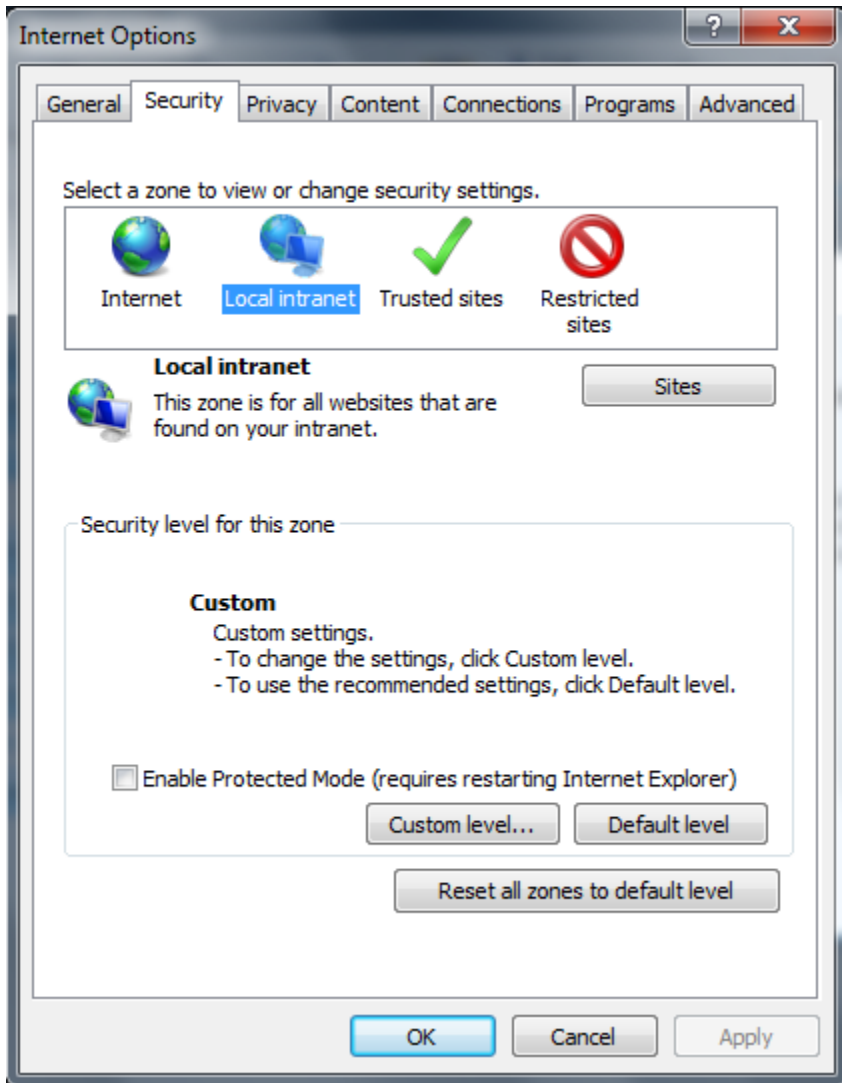 Internet Options
?
General Security Privacy Content Connections Programs Advanced
Select a zone to view or change security settings.
Internet Local intranet Trusted sites Restricted
sites
Local intranet
Sites
This zone is for all websites that are
found on your intranet.
Security level for this zone
Custom
Custom settings.
- To change the settings, click Custom level.
- To use the recommended settings, click Default level.
Enable Protected Mode (requires restarting Internet Explorer)
Custom level... Default level
Reset all zones to default level
OK Cancel Apply